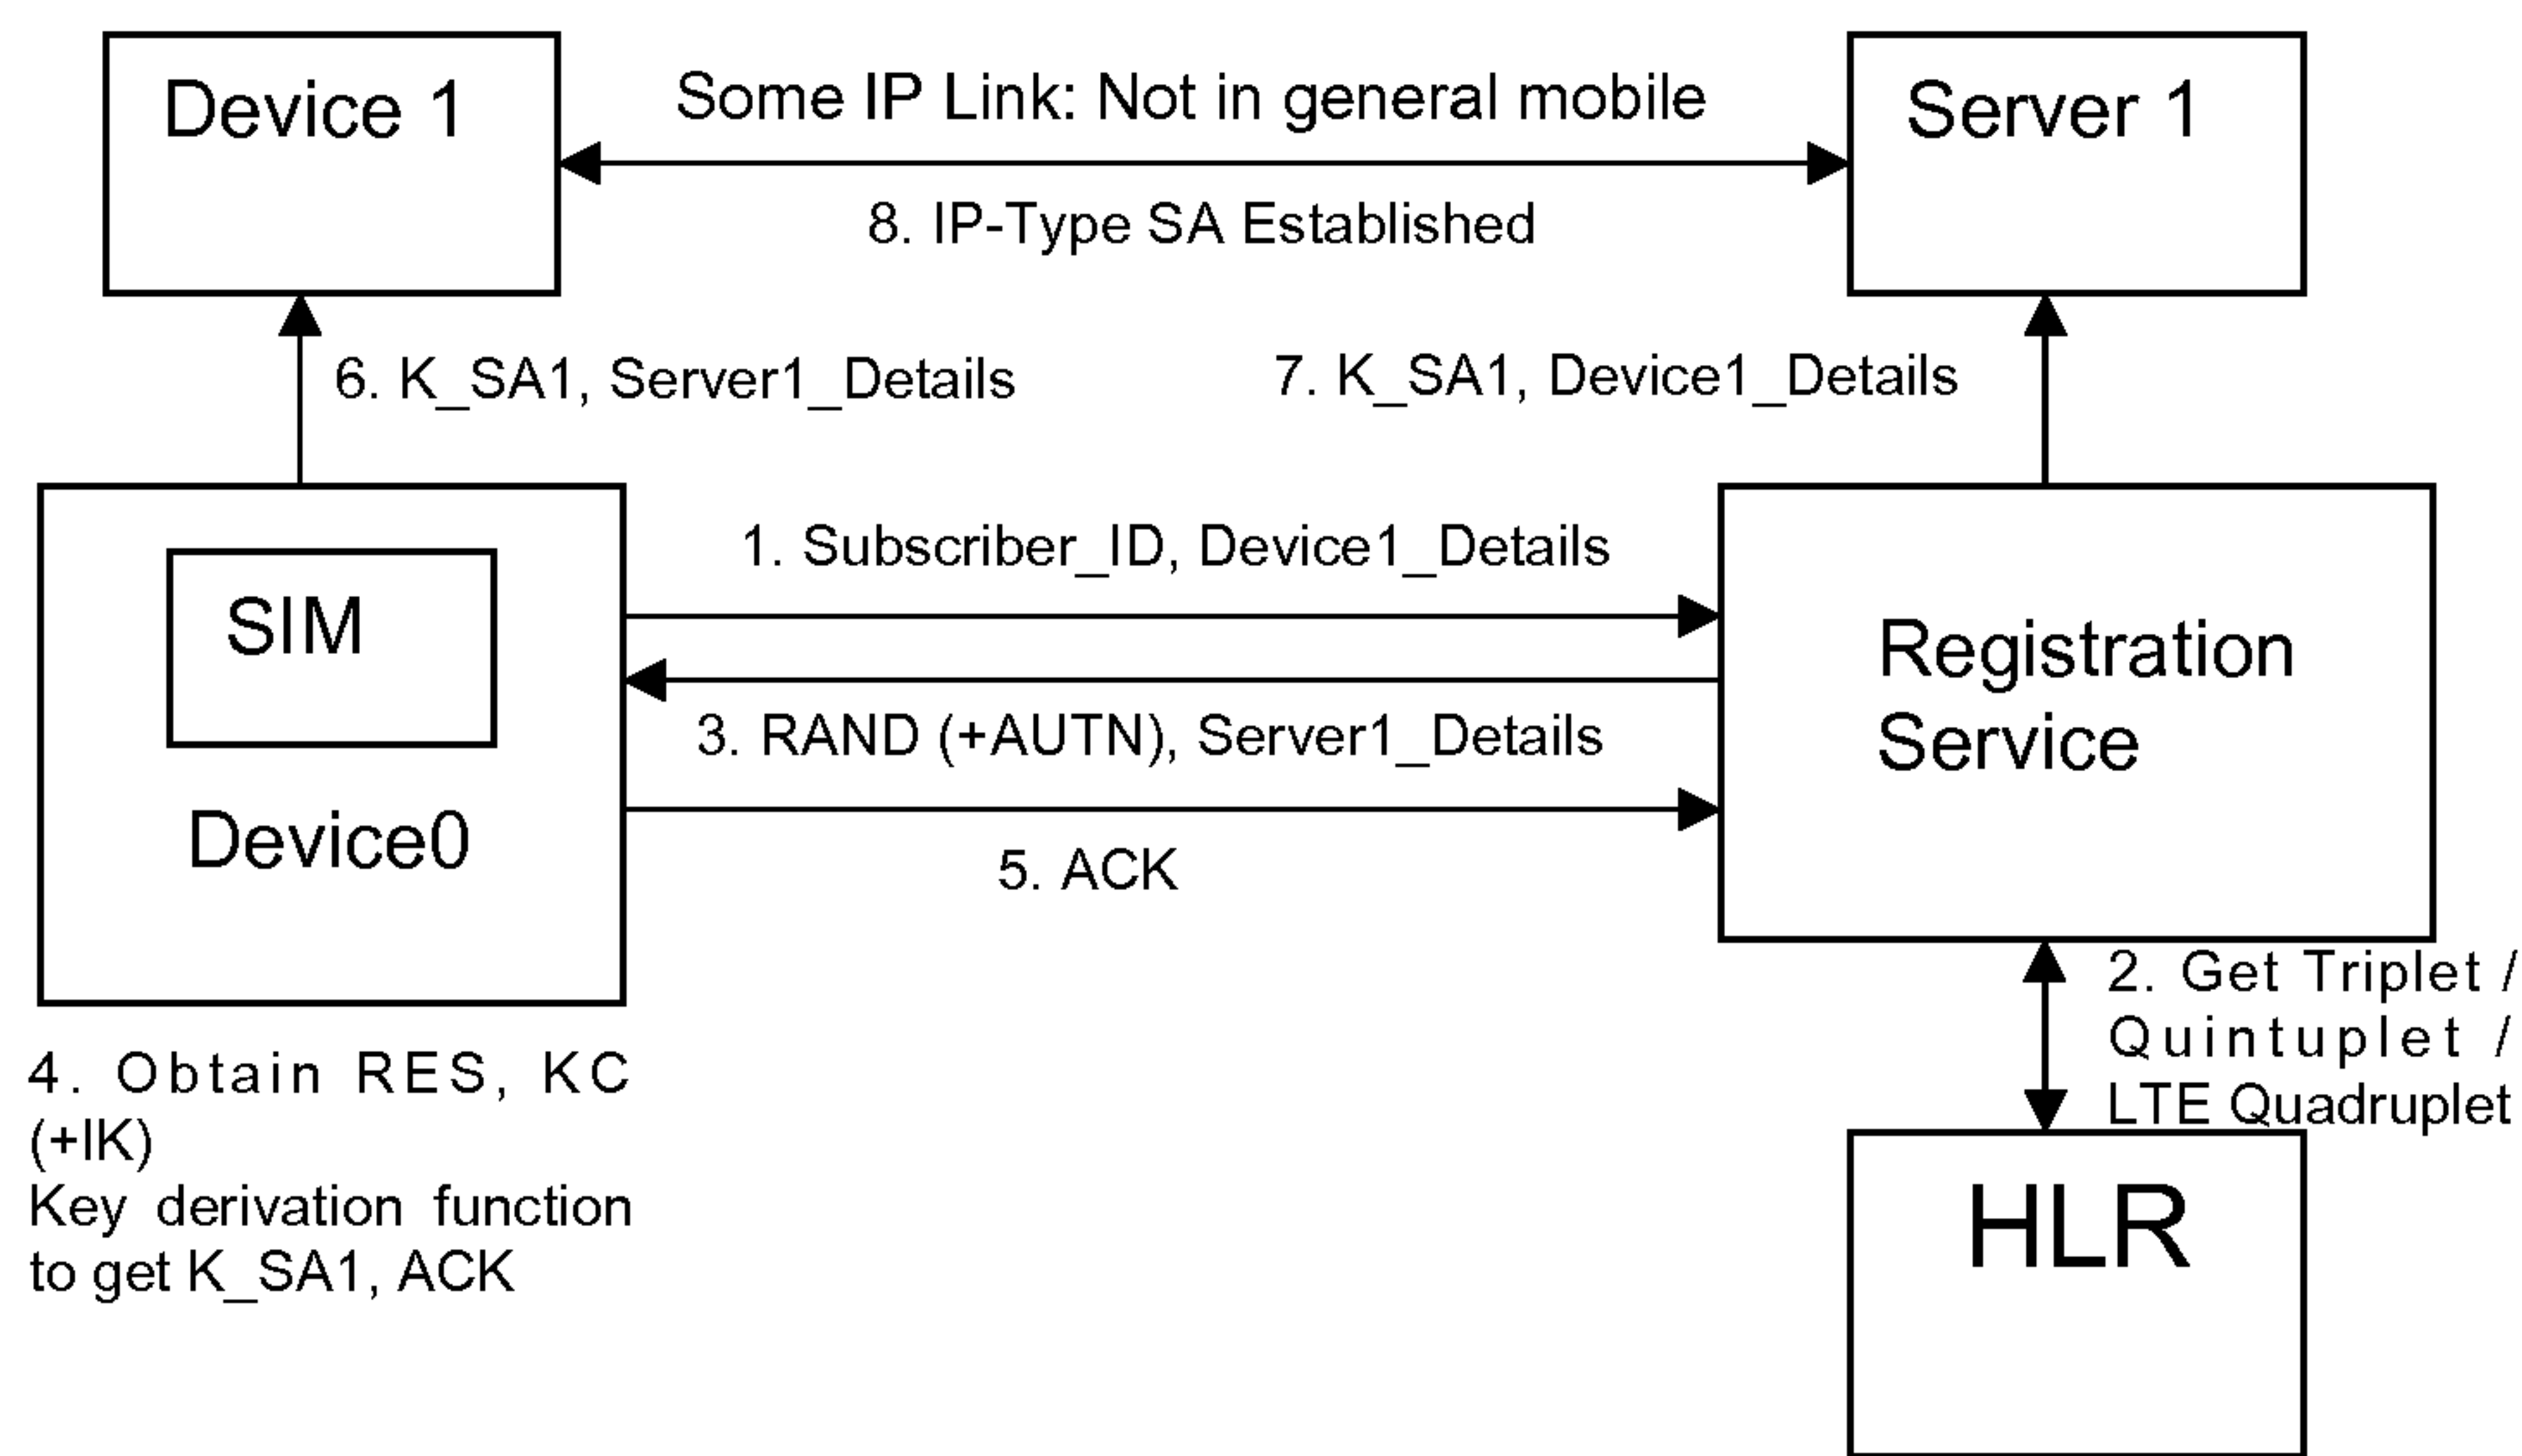 Device 1
Some IP Link: Not in general mobile
Server 1
8. IP-Type SA Established
6. K_SA1, Server1_Details
7. K_SA1, Device1_Details
1. Subscriber_ID, Device1_Details
SIM
Registration
Service
3. RAND (+AUTN), Server1_Details
Device0
5. ACK
2. Get Triplet /
Quintuplet /
LTE Quadruplet
4. Obtain RES, KC
(+IK)
Key derivation function
to get K_SA1, ACK
HLR